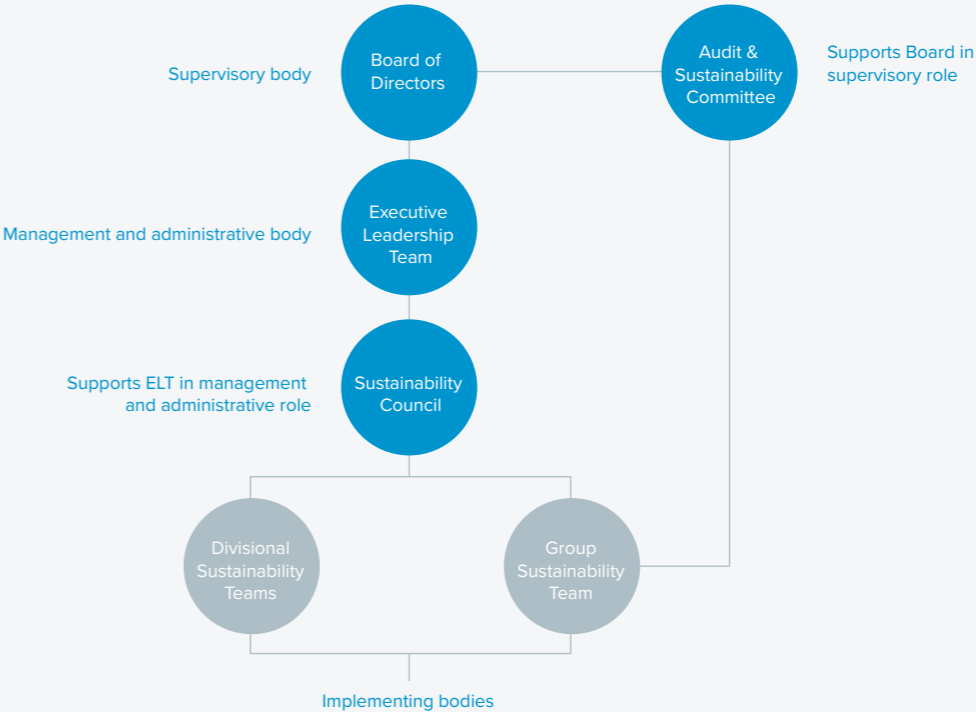 Supervisory body
Board of
Directors
Audit &
Sustainability
Committee
Supports Board in
supervisory role
Management and administrative body
Executive
Leadership
Team
Supports ELT in management
and administrative role
Sustainability
Council
Divisional
Sustainability
Teams
Group
Sustainability
Team
Implementing bodies